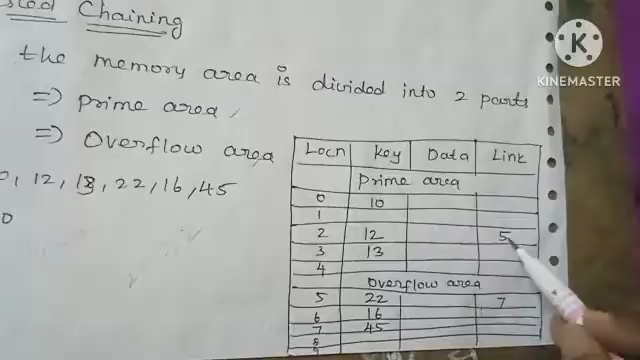 Chaining
KINEMASTER
the memory area is divided into 2 parts
=> Prime area
=> Overflow area
12, 13, 22, 16, 45
Locn Key Data Link
Prime area
0 10
1
2 12 5
3 13
4
Overflow area
5 22 7
6 16
7 45
8